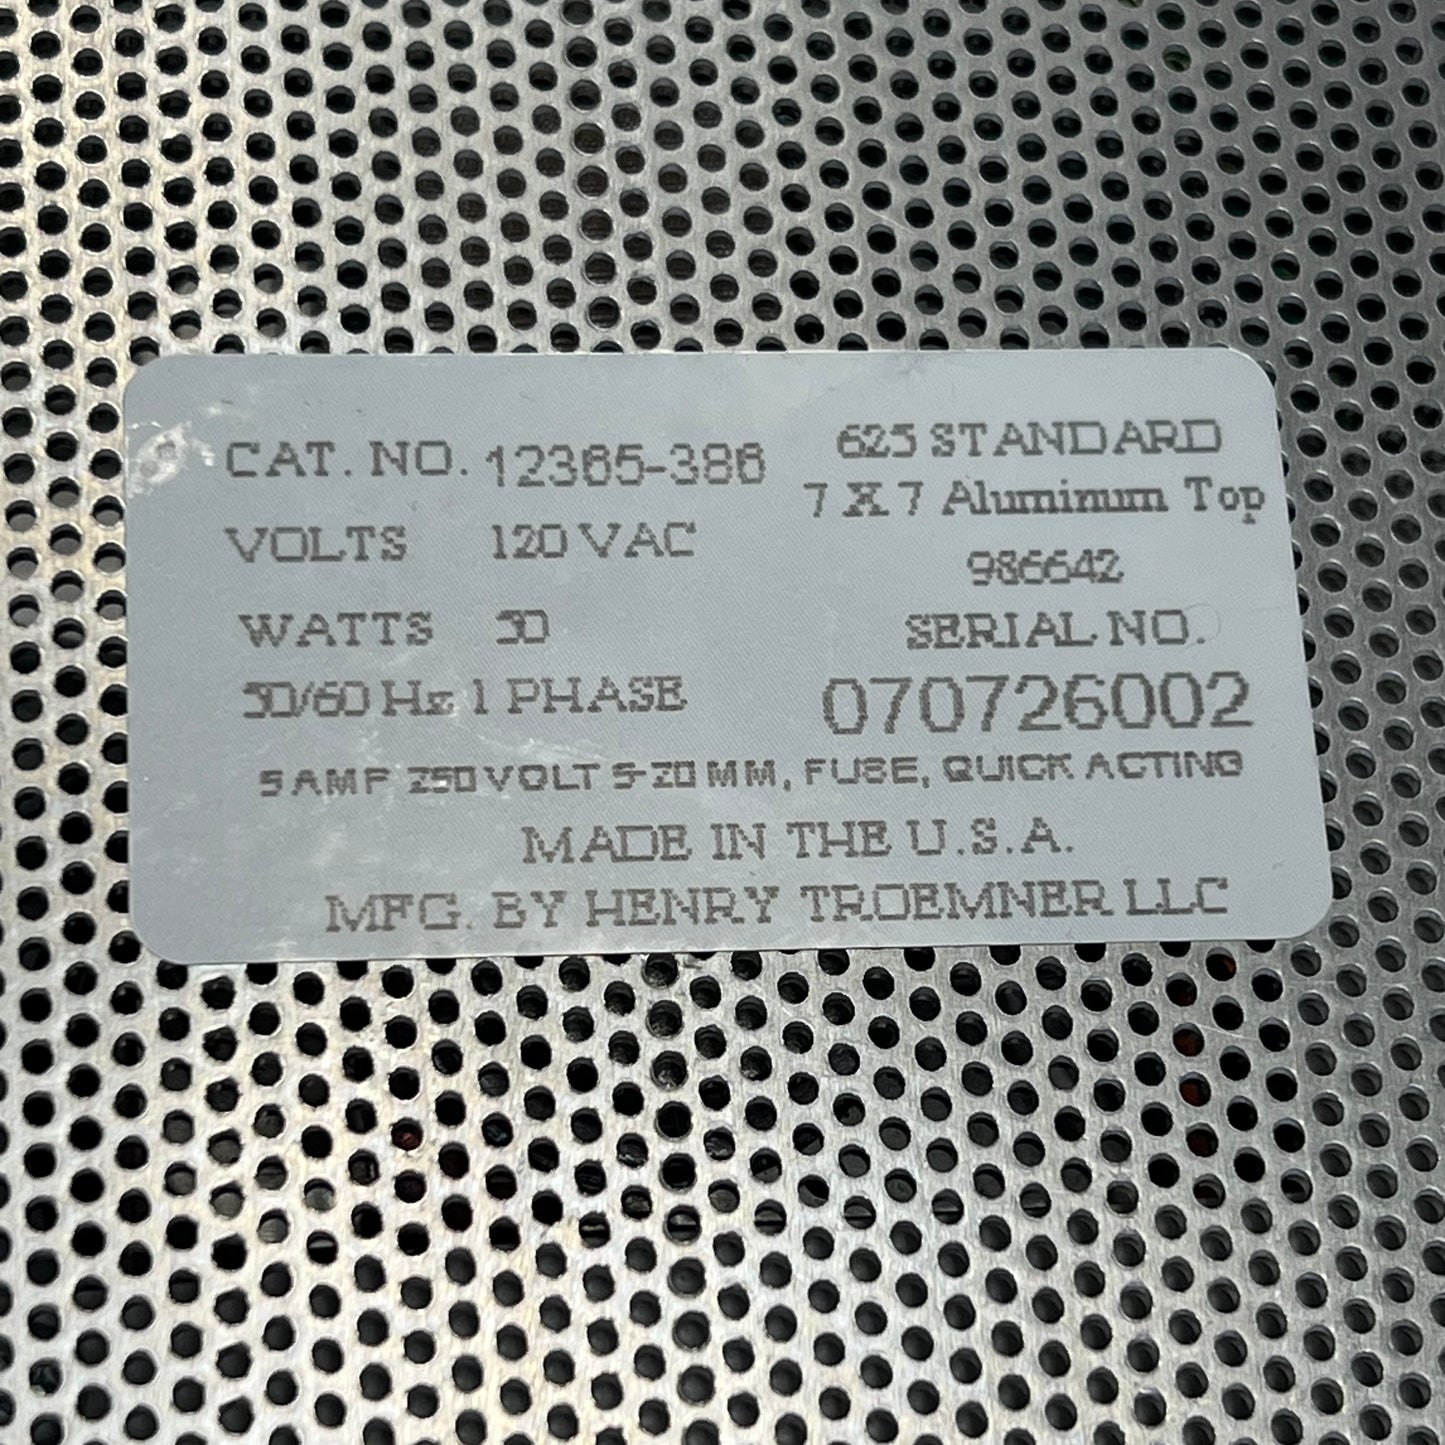 CAT. NO. 12365-386
VOLTS 120 VAC
WATTS 50
50/60 Hz 1 PHASE
625 STANDARD
7 X 7 Aluminum Top
986642
SERIAL NO.
070726002
5 AMP 250 VOLT 5-20 MM, FUSE, QUICK ACTING
MADE IN THE U.S.A.
MFG. BY HENRY TROEMNER LLC